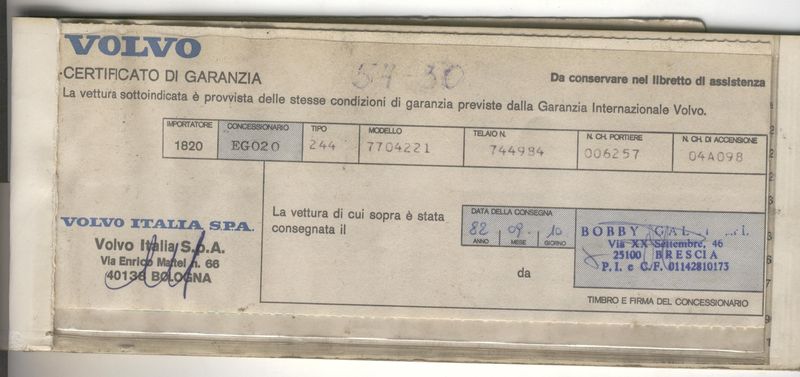 VOLVO
CERTIFICATO DI GARANZIA
54-30
Da conservare nel libretto di assistenza
La vettura sottoindicata è provvista delle stesse condizioni di garanzia previste dalla Garanzia Internazionale Volvo.
IMPORTATORE CONCESSIONARIO TIPO MODELLO TELAIO N. N. CH. PORTIERE N. CH. DI ACCENSIONE
1820 EG020 244 7704221 744984 006257 04A098
VOLVO ITALIA S.P.A.
Volvo Italia S.p.A.
Via Enrico Mattei n. 66
40138 BOLOGNA
La vettura di cui sopra è stata
consegnata il
DATA DELLA CONSEGNA
82 09 10
ANNO MESE GIORNO
da
BOBBY
Via XX Settembre, 46
25100 BRESCIA
P.I. e C.F. 01142810173
TIMBRO E FIRMA DEL CONCESSIONARIO